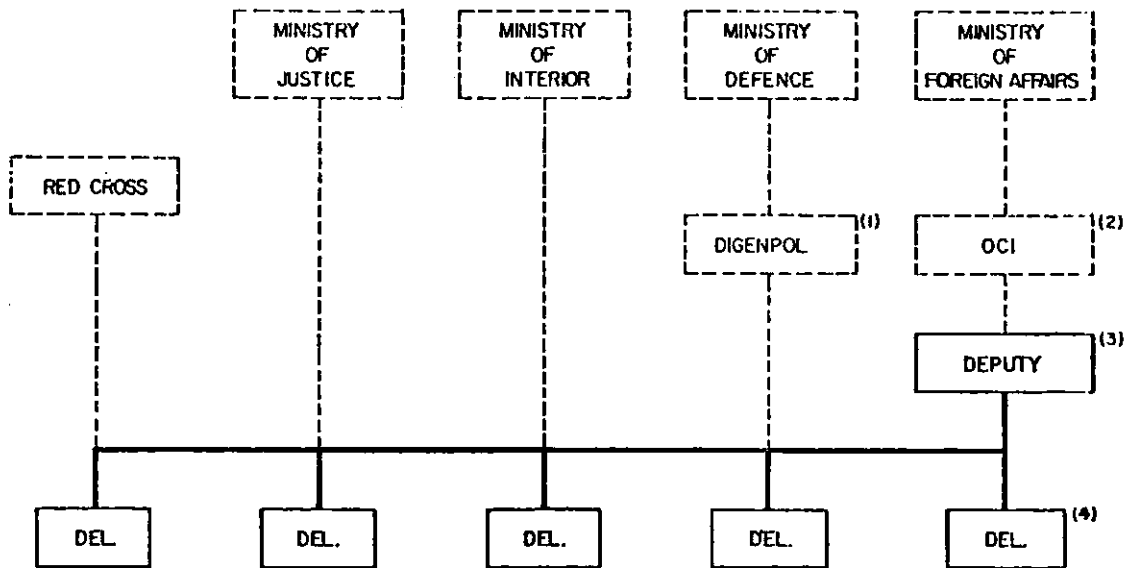 MINISTRY
OF
JUSTICE
MINISTRY
OF
INTERIOR
MINISTRY
OF
DEFENCE
MINISTRY
OF
FOREIGN AFFAIRS
RED CROSS
DIGENPOL
(1)
OCI
(2)
DEPUTY
(3)
DEL.
DEL.
DEL.
DEL.
DEL.
(4)